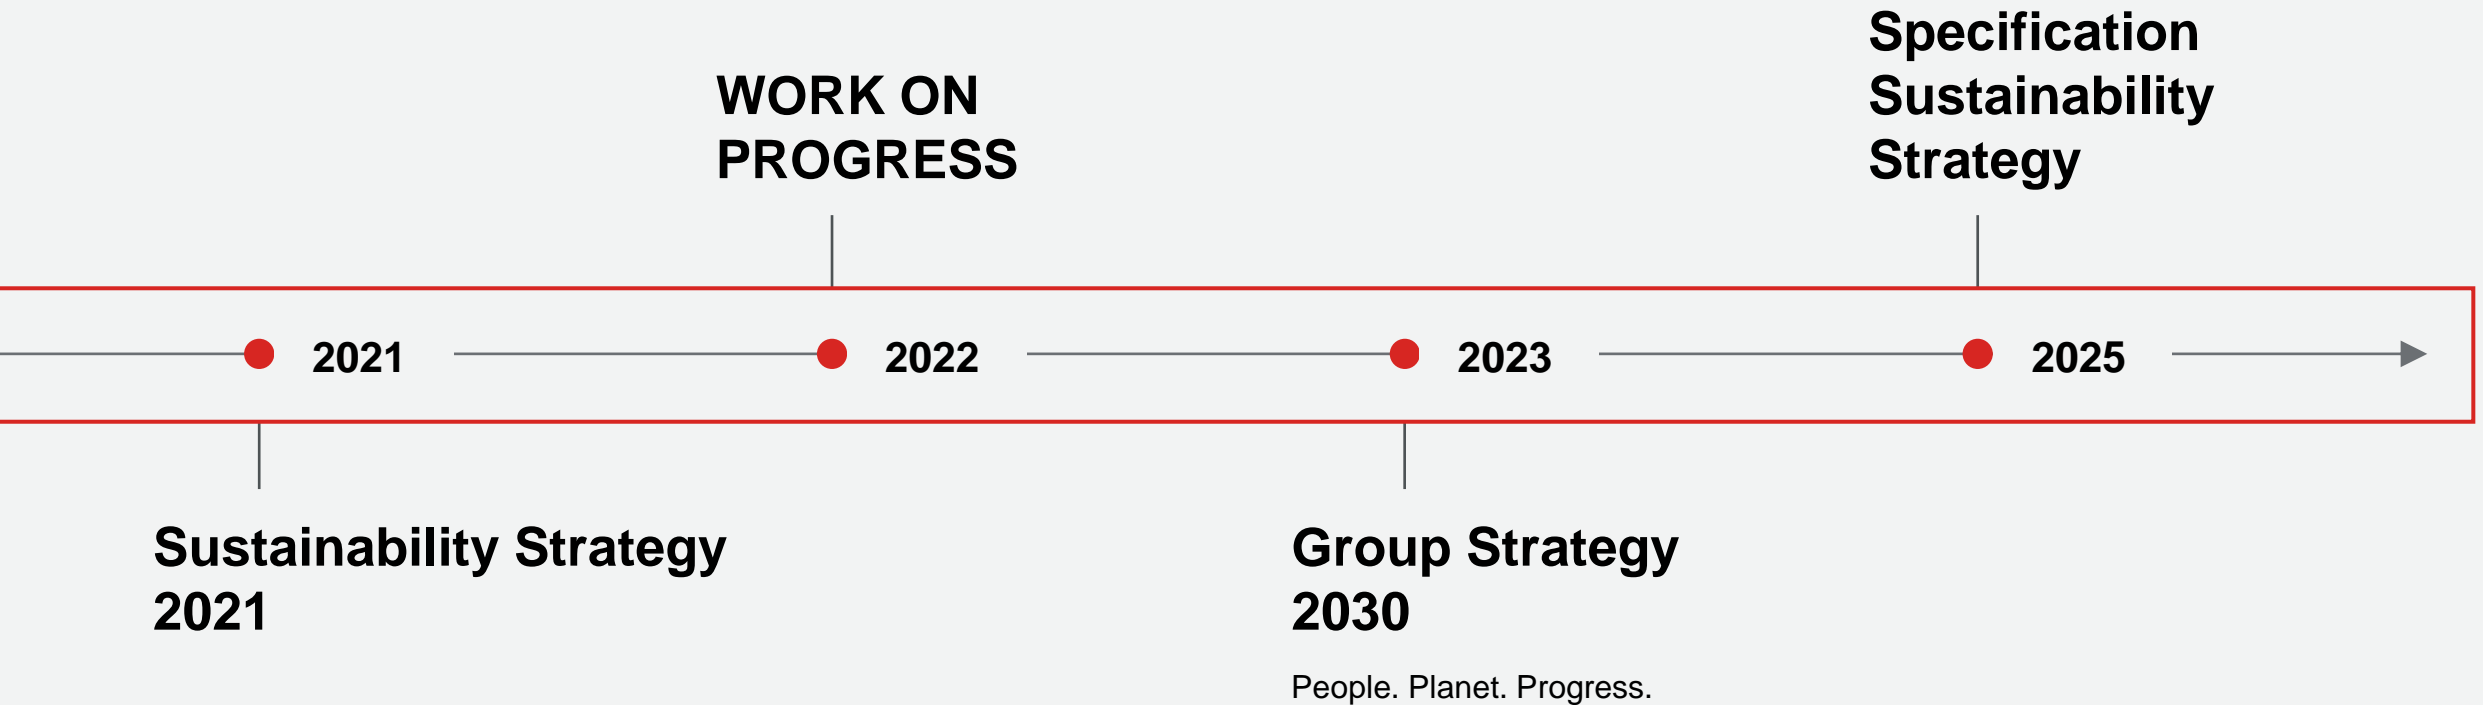 Specification
Sustainability
Strategy
WORK ON
PROGRESS
2021
2022
2023
2025
Sustainability Strategy
2021
Group Strategy
2030
People. Planet. Progress.